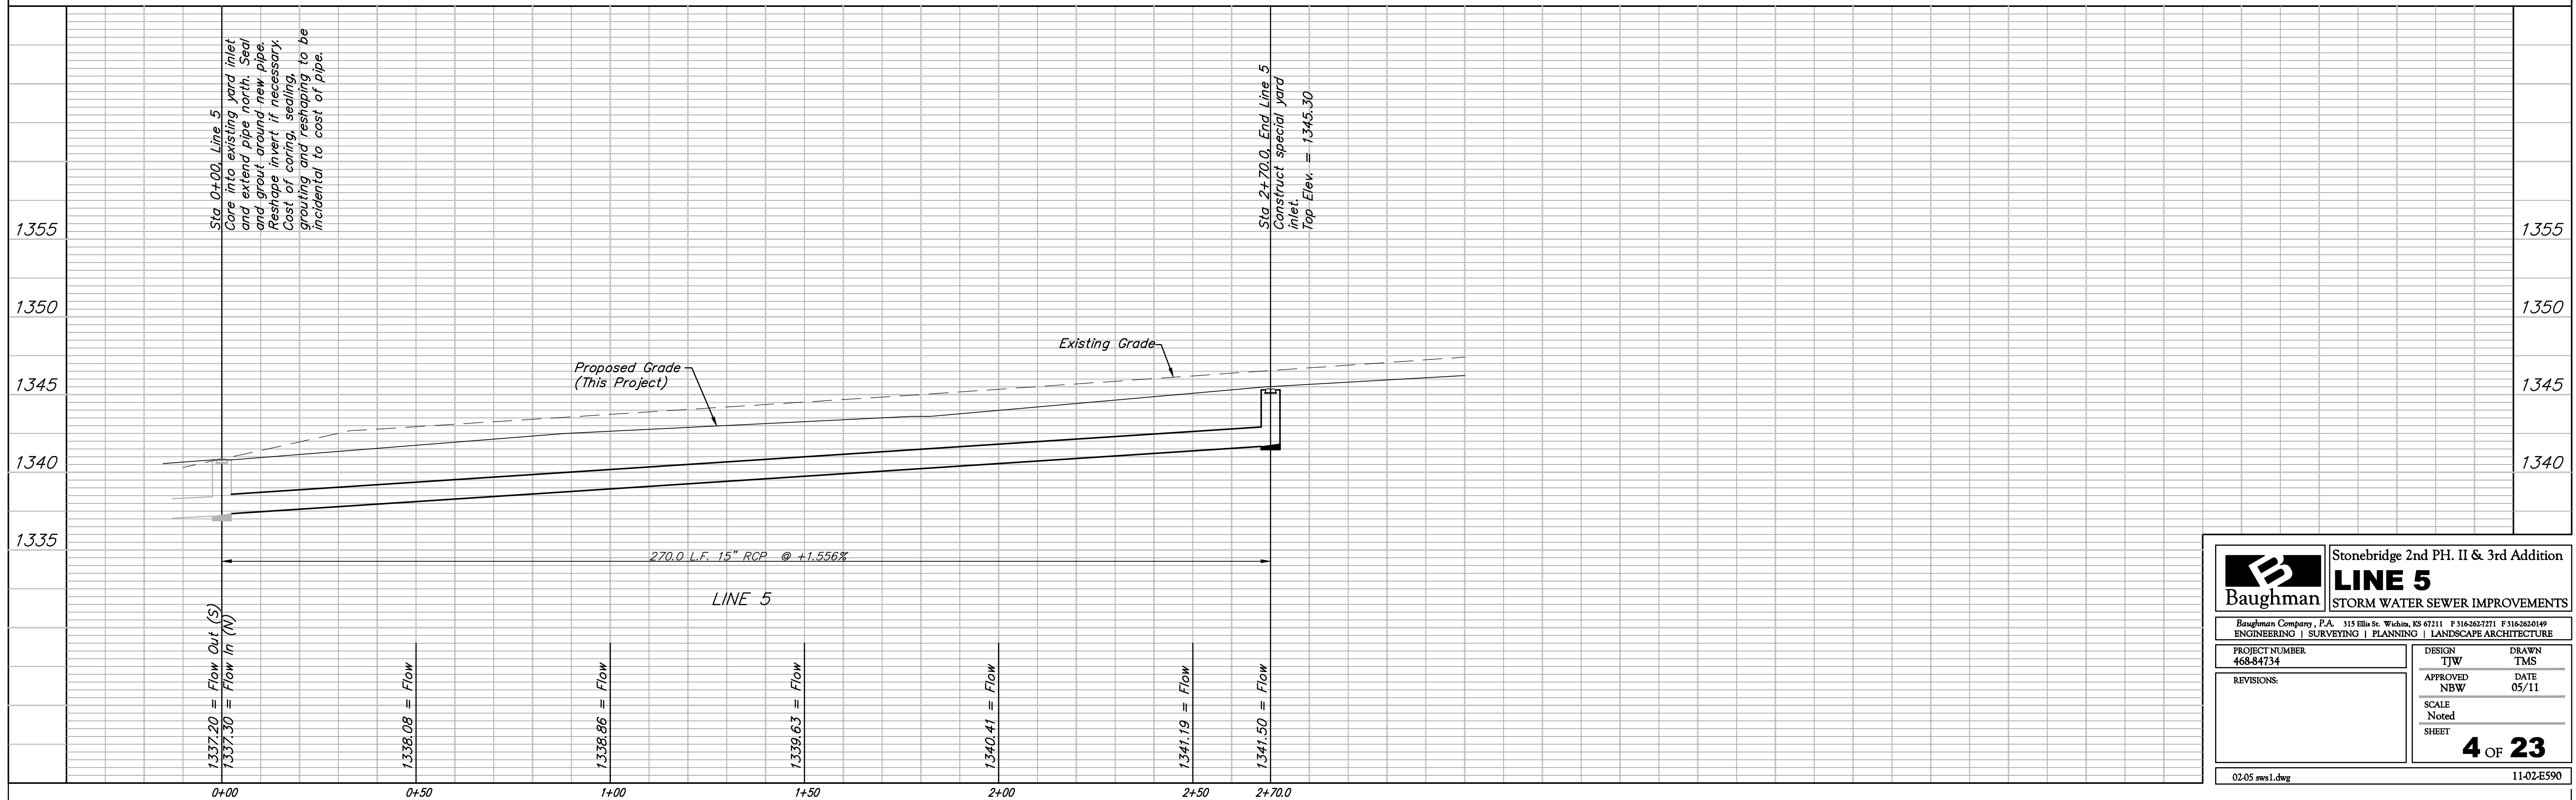 Sta 0+00, Line 5
Core into existing yard inlet
and extend pipe north. Seal
and grout around new pipe.
Reshape invert if necessary.
Cost of coring, sealing,
grouting and reshaping to be
incidental to cost of pipe.
Sta 2+70.0, End Line 5
Construct special yard
inlet.
Top Elev. = 1345.30
1355
1355
1350
1350
Existing Grade
Proposed Grade
(This Project)
1345
1345
1340
1340
1335
270.0 L.F. 15" RCP @ +1.556%
LINE 5
1337.20 = Flow Out (S)
1337.30 = Flow In (N)
1338.08 = Flow
1338.86 = Flow
1339.63 = Flow
1340.41 = Flow
1341.19 = Flow
1341.50 = Flow
0+00
0+50
1+00
1+50
2+00
2+50
2+70.0
B
Baughman
Stonebridge 2nd PH. II & 3rd Addition
LINE 5
STORM WATER SEWER IMPROVEMENTS
Baughman Company, P.A. 315 Ellis St. Wichita, KS 67211 P 316-262-7271 F 316-262-0149
ENGINEERING | SURVEYING | PLANNING | LANDSCAPE ARCHITECTURE
PROJECT NUMBER
468-84734
REVISIONS:
DESIGN
TJW
DRAWN
TMS
APPROVED
NBW
DATE
05/11
SCALE
Noted
SHEET
4 OF 23
02-05 sws1.dwg
11-02-E590